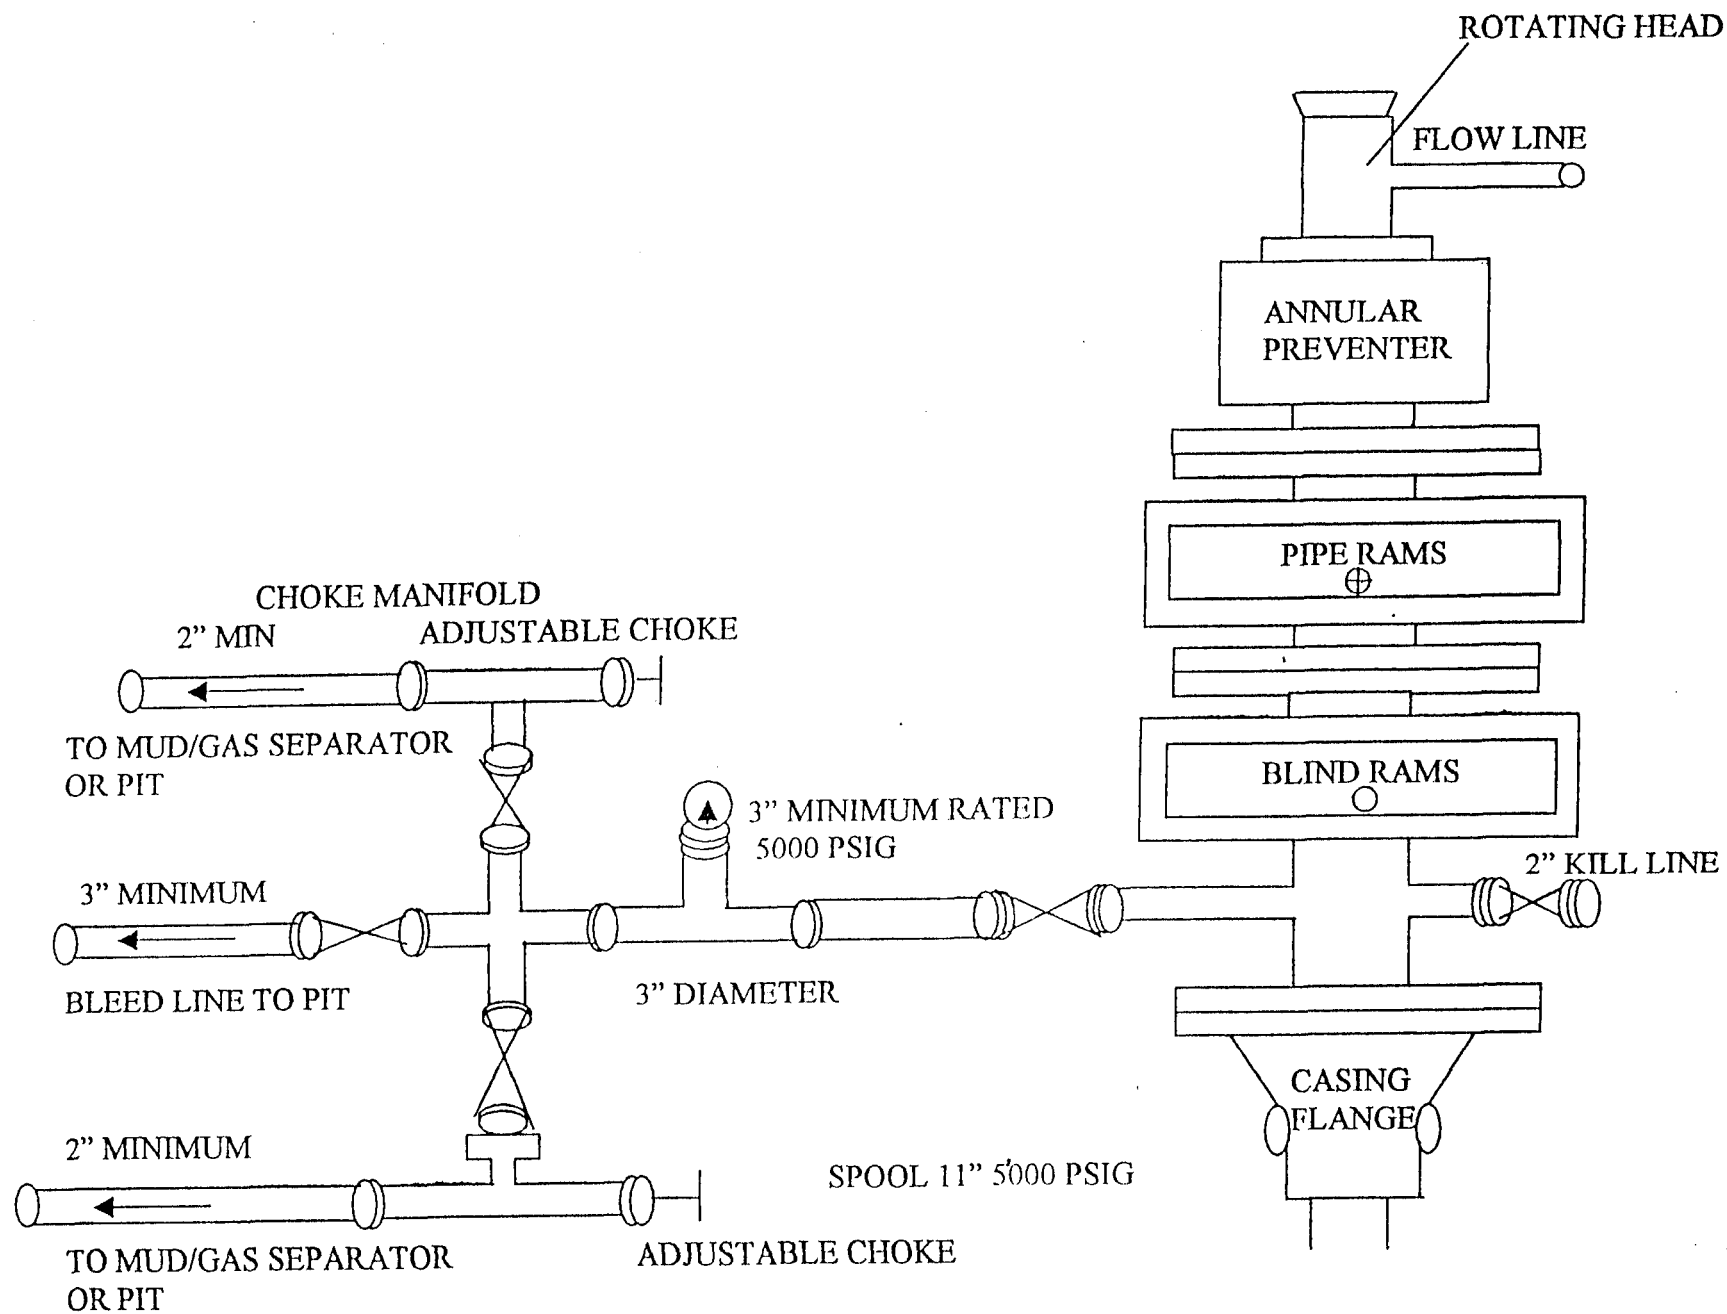 ROTATING HEAD
FLOW LINE
ANNULAR
PREVENTER
PIPE RAMS
CHOKE MANIFOLD
2” MIN
ADJUSTABLE CHOKE
TO MUD/GAS SEPARATOR
OR PIT
BLIND RAMS
3” MINIMUM RATED
5000 PSIG
2” KILL LINE
3” MINIMUM
BLEED LINE TO PIT
3” DIAMETER
CASING
FLANGE
2” MINIMUM
SPOOL 11” 5'000 PSIG
TO MUD/GAS SEPARATOR
OR PIT
ADJUSTABLE CHOKE